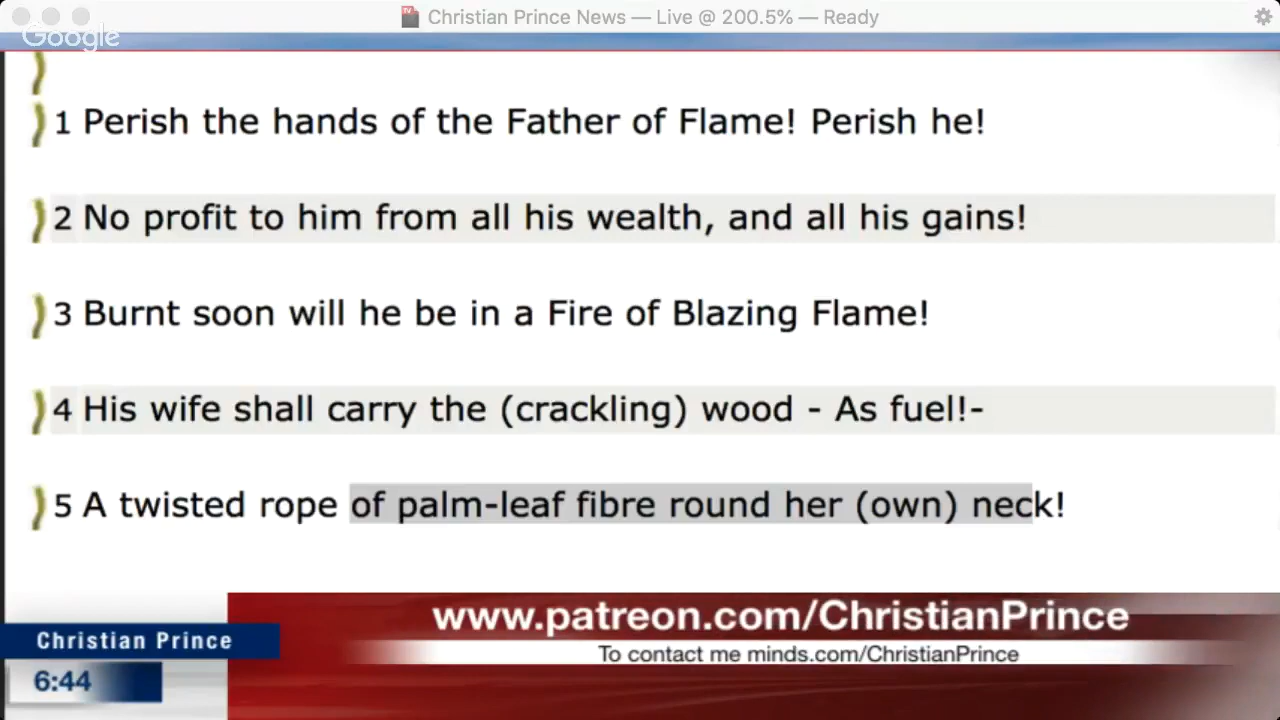 Christian Prince News — Live @ 200.5% — Ready
Google
1 Perish the hands of the Father of Flame! Perish he!
2 No profit to him from all his wealth, and all his gains!
3 Burnt soon will he be in a Fire of Blazing Flame!
4 His wife shall carry the (crackling) wood - As fuel!-
5 A twisted rope of palm-leaf fibre round her (own) neck!
www.patreon.com/ChristianPrince
Christian Prince
To contact me minds.com/ChristianPrince
6:44